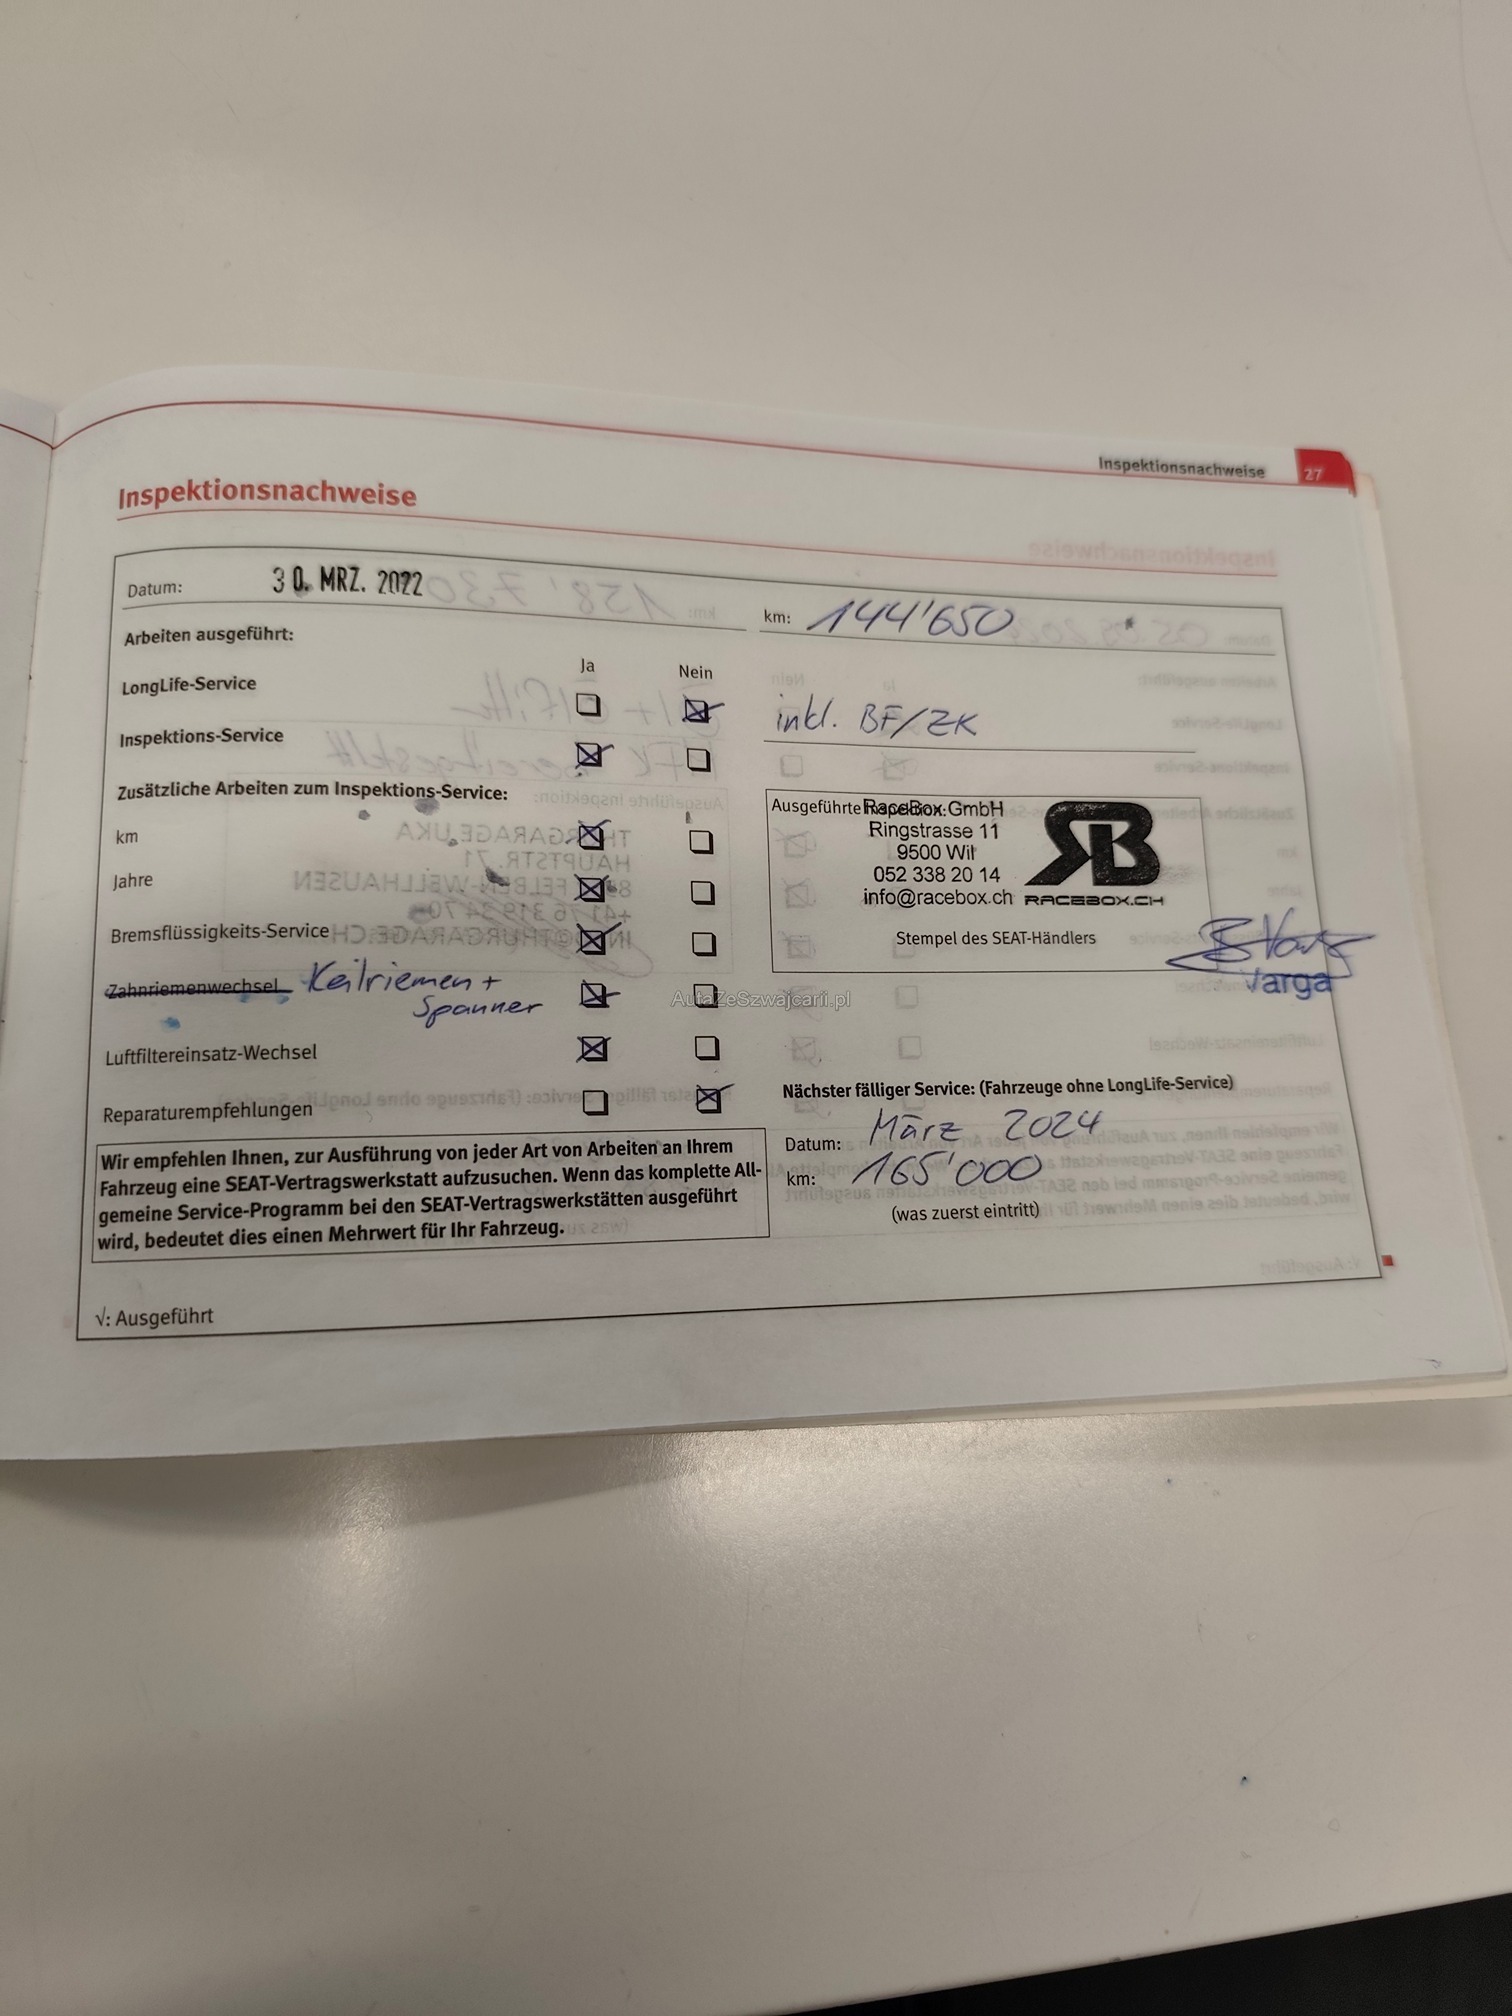 Inspektionsnachweise 27
Inspektionsnachweise
Datum: 30. MRZ. 2022 km: 144'650
Arbeiten ausgeführt:
Ja Nein
LongLife-Service
inkl. BF/ZK
Inspektions-Service
Zusätzliche Arbeiten zum Inspektions-Service:
km
Jahre
Bremsflüssigkeits-Service
Zahnriemenwechsel Keilriemen +
Spanner
Luftfiltereinsatz-Wechsel
Reparaturempfehlungen
Ausgeführte Inspektion:
RaceBox GmbH
Ringstrasse 11
9500 Wil
052 338 20 14
info@racebox.ch
RB
RACEBOX.CH
Stempel des SEAT-Händlers
Varga
AutaZeSzwajcarii.pl
Nächster fälliger Service: (Fahrzeuge ohne LongLife-Service)
Datum: März 2024
km: 165'000
(was zuerst eintritt)
Wir empfehlen Ihnen, zur Ausführung von jeder Art von Arbeiten an Ihrem
Fahrzeug eine SEAT-Vertragswerkstatt aufzusuchen. Wenn das komplette All-
gemeine Service-Programm bei den SEAT-Vertragswerkstätten ausgeführt
wird, bedeutet dies einen Mehrwert für Ihr Fahrzeug.
√: Ausgeführt